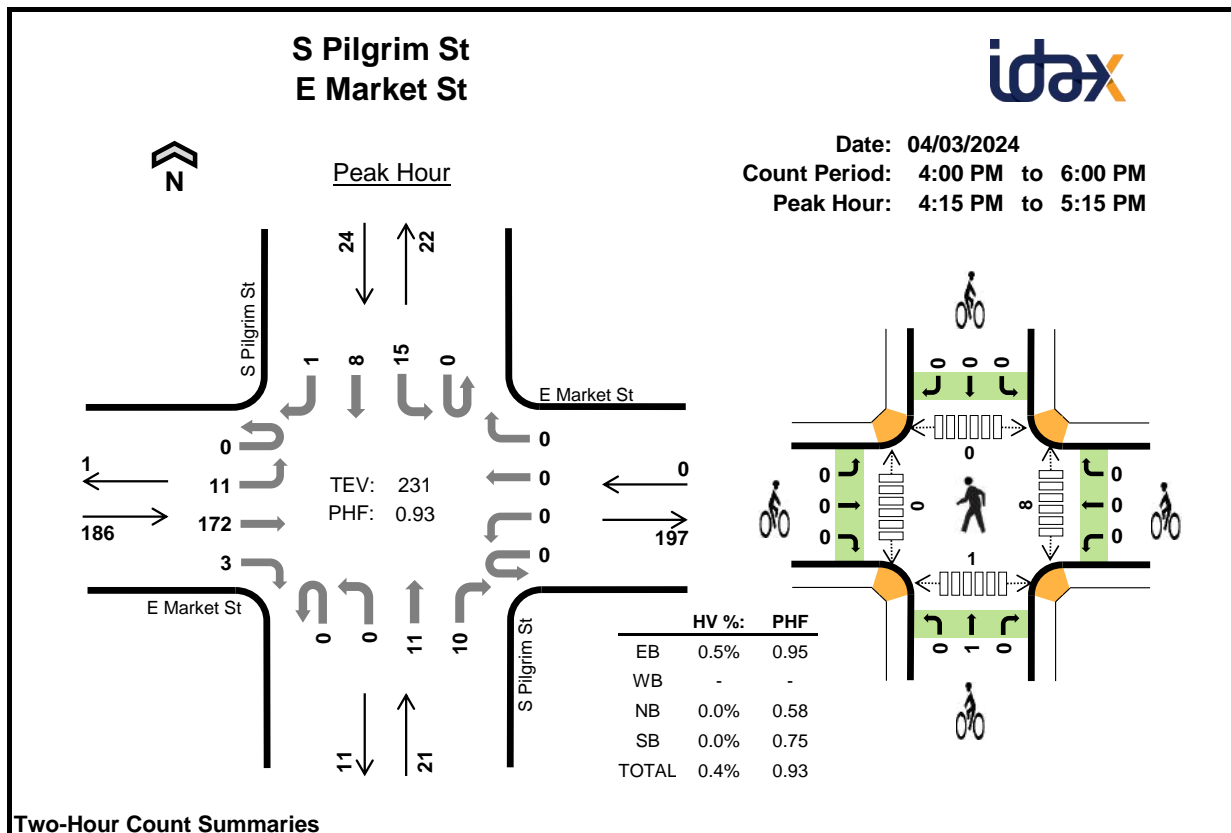 S Pilgrim St
E Market St
idax
Date: 04/03/2024
Count Period: 4:00 PM to 6:00 PM
Peak Hour: 4:15 PM to 5:15 PM
N
Peak Hour
24
22
S Pilgrim St
1
8
15
0
E Market St
0
11
172
3
1
186
TEV: 231
PHF: 0.93
0
0
0
0
0
197
E Market St
0
0
11
10
S Pilgrim St
11
21
HV %: PHF
EB 0.5% 0.95
WB - -
NB 0.0% 0.58
SB 0.0% 0.75
TOTAL 0.4% 0.93
0 0 0
0
0
0
0
0
8
0
0
0
1
0 1 0
Two-Hour Count Summaries